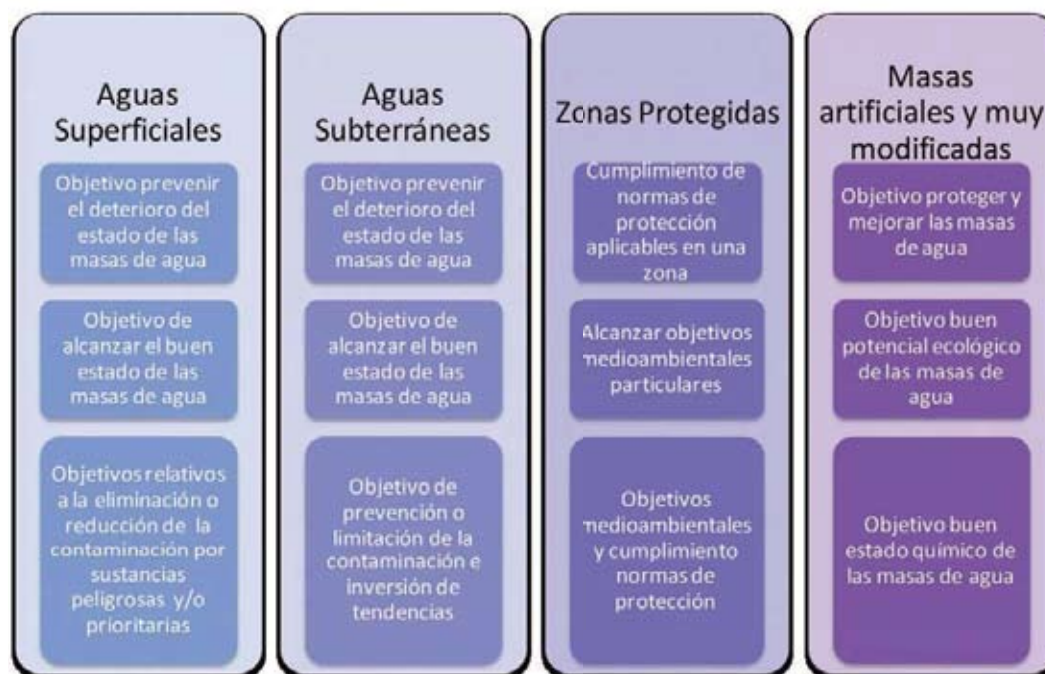 Aguas
Superficiales
Objetivo prevenir
el deterioro del
estado de las
masas de agua
Objetivo de
alcanzar el buen
estado de las
masas de agua
Objetivos relativos
a la eliminación o
reducción de la
contaminación por
sustancias
peligrosas y/o
prioritarias
Aguas
Subterráneas
Objetivo prevenir
el deterioro del
estado de las
masas de agua
Objetivo de
alcanzar el buen
estado de las
masas de agua
Objetivo de
prevención o
limitación de la
contaminación e
inversión de
tendencias
Zonas Protegidas
Cumplimiento de
normas de
protección
aplicables en una
zona
Alcanzar objetivos
medioambientales
particulares
Objetivos
medioambientales
y cumplimiento
normas de
protección
Masas
artificiales y muy
modificadas
Objetivo proteger y
mejorar las masas
de agua
Objetivo buen
potencial ecológico
de las masas de
agua
Objetivo buen
estado químico de
las masas de agua